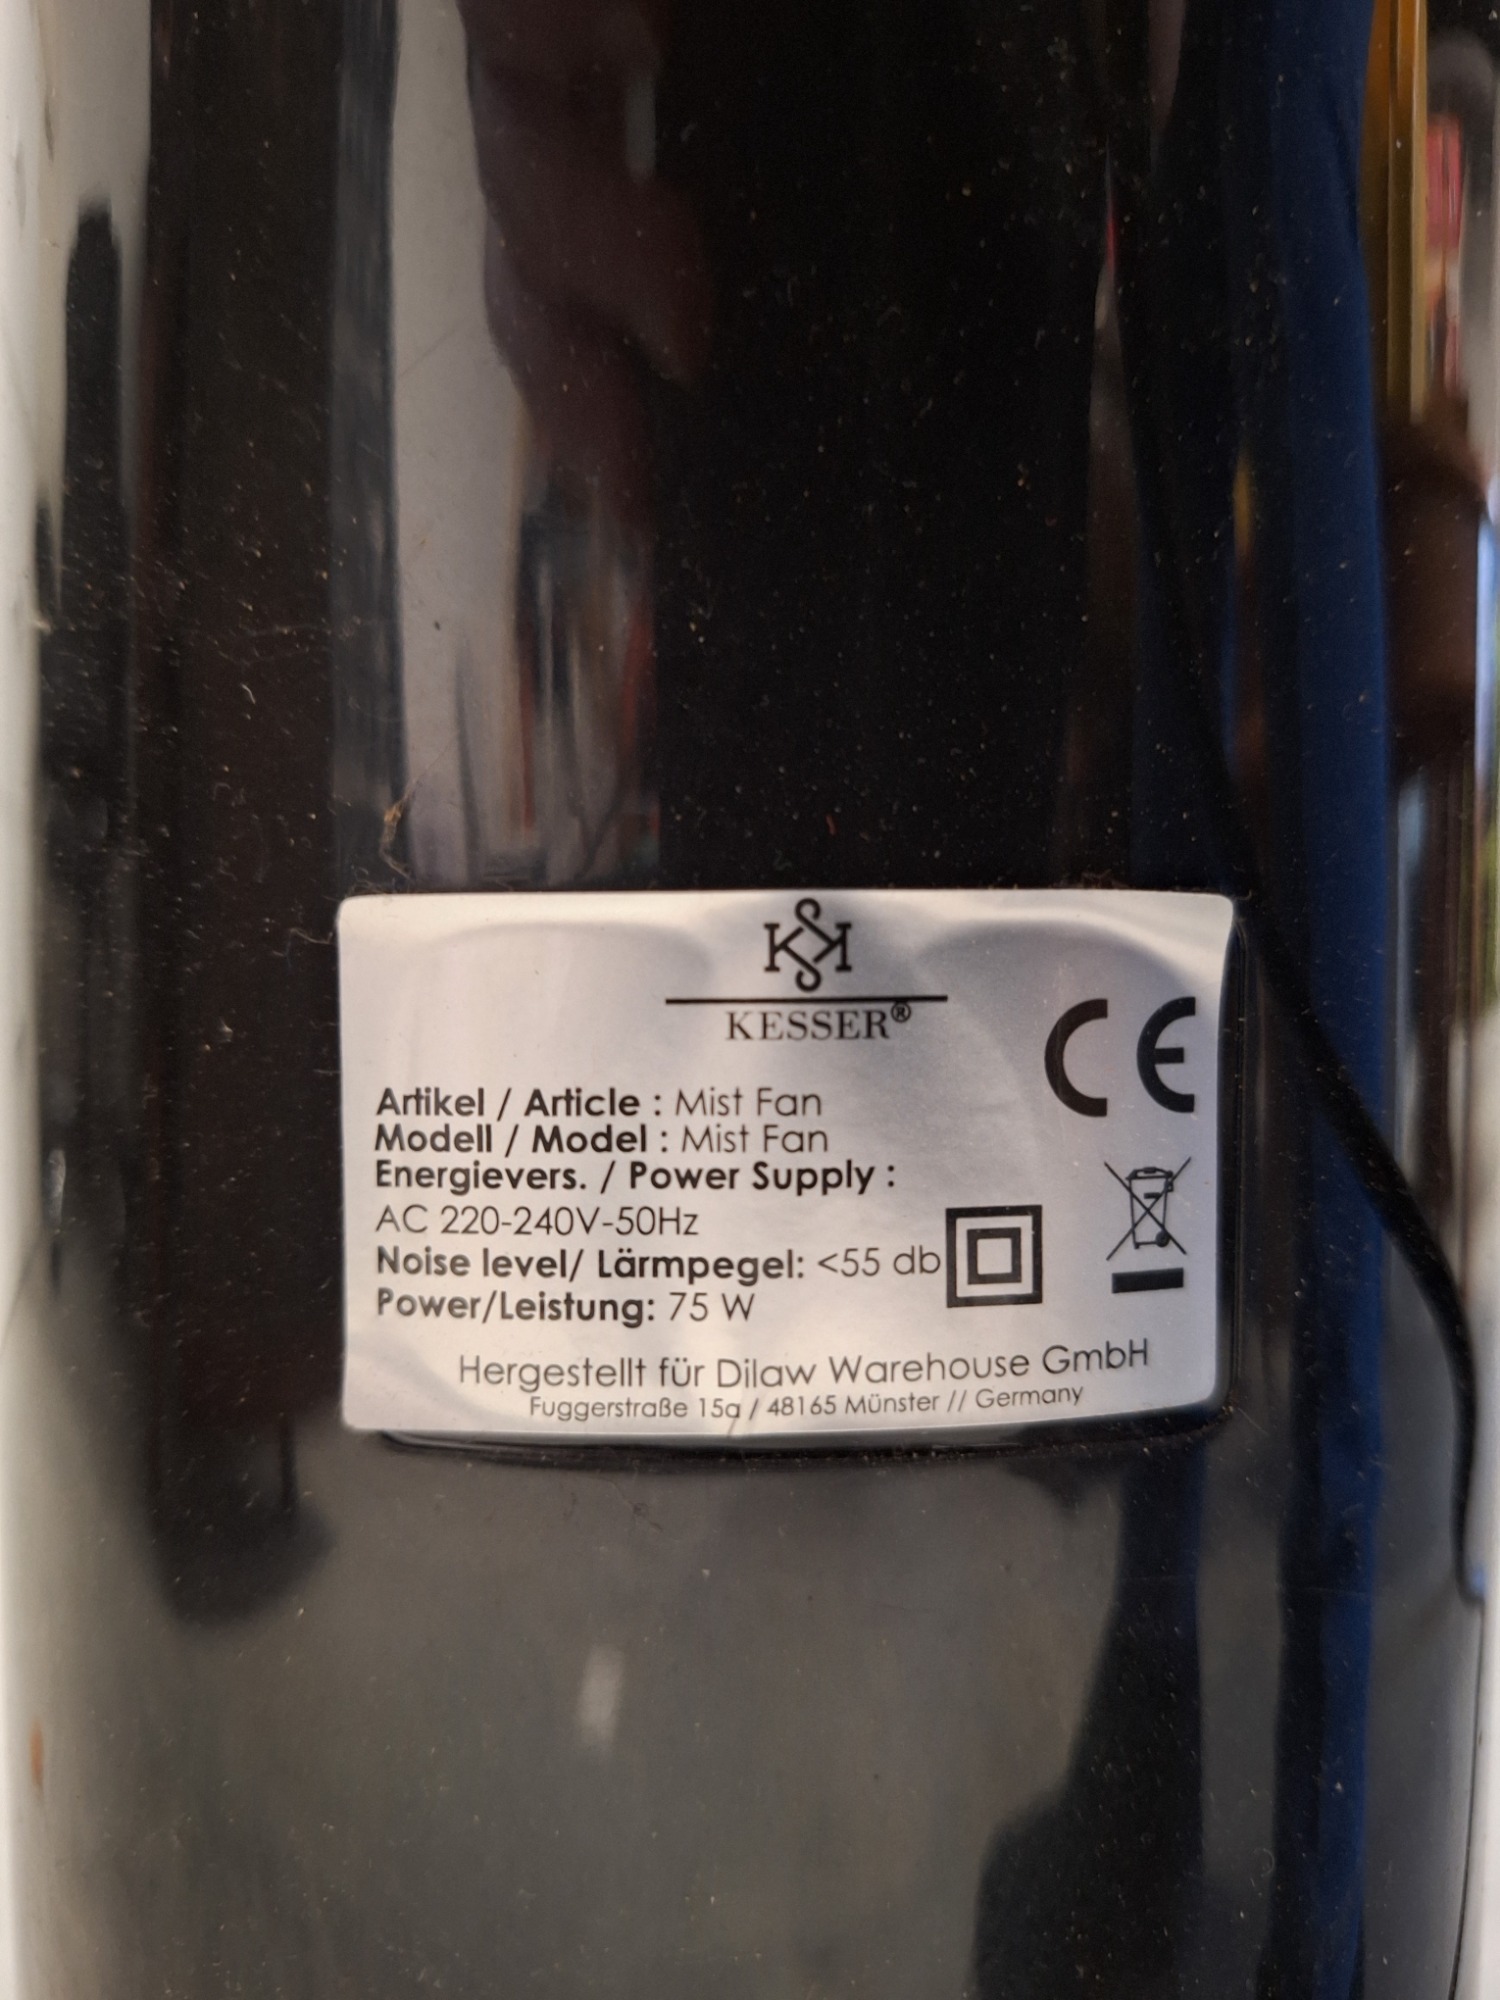 KESSER®
CE
Artikel / Article : Mist Fan
Modell / Model : Mist Fan
Energievers. / Power Supply :
AC 220-240V-50Hz
Noise level/ Lärmpegel: <55 db
Power/Leistung: 75 W
Hergestellt für Dilaw Warehouse GmbH
Fuggerstraße 15a / 48165 Münster // Germany